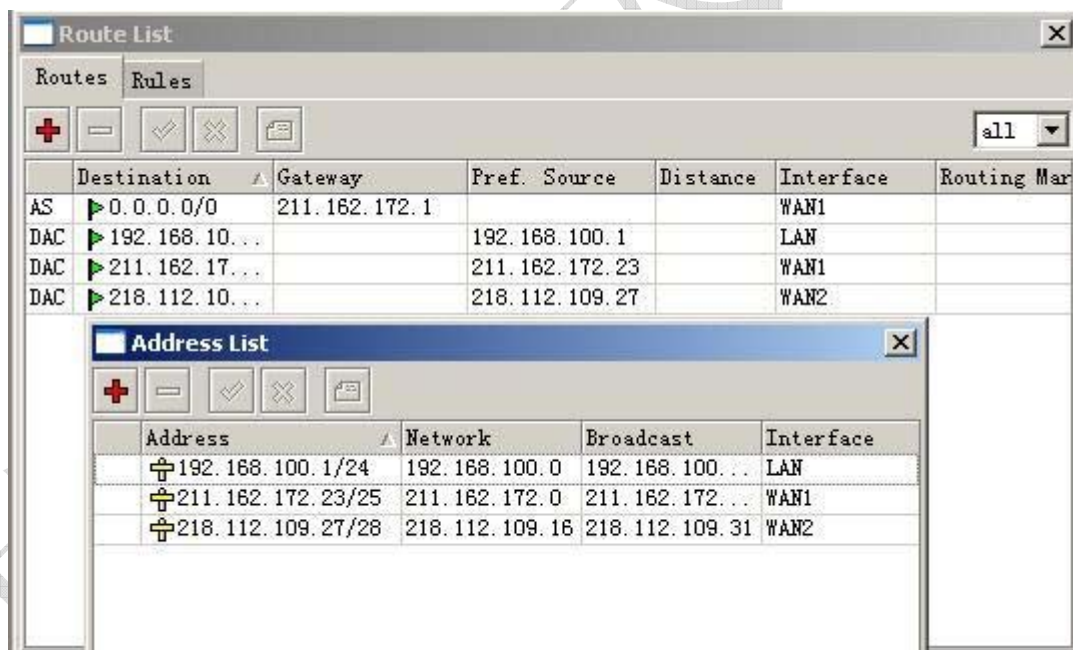 Route List
Routes Rules
all
Destination Gateway Pref. Source Distance Interface Routing Mar
AS 0.0.0.0/0 211.162.172.1 WAN1
DAC 192.168.10... 192.168.100.1 LAN
DAC 211.162.17... 211.162.172.23 WAN1
DAC 218.112.10... 218.112.109.27 WAN2
Address List
Address Network Broadcast Interface
192.168.100.1/24 192.168.100.0 192.168.100... LAN
211.162.172.23/25 211.162.172.0 211.162.172... WAN1
218.112.109.27/28 218.112.109.16 218.112.109.31 WAN2